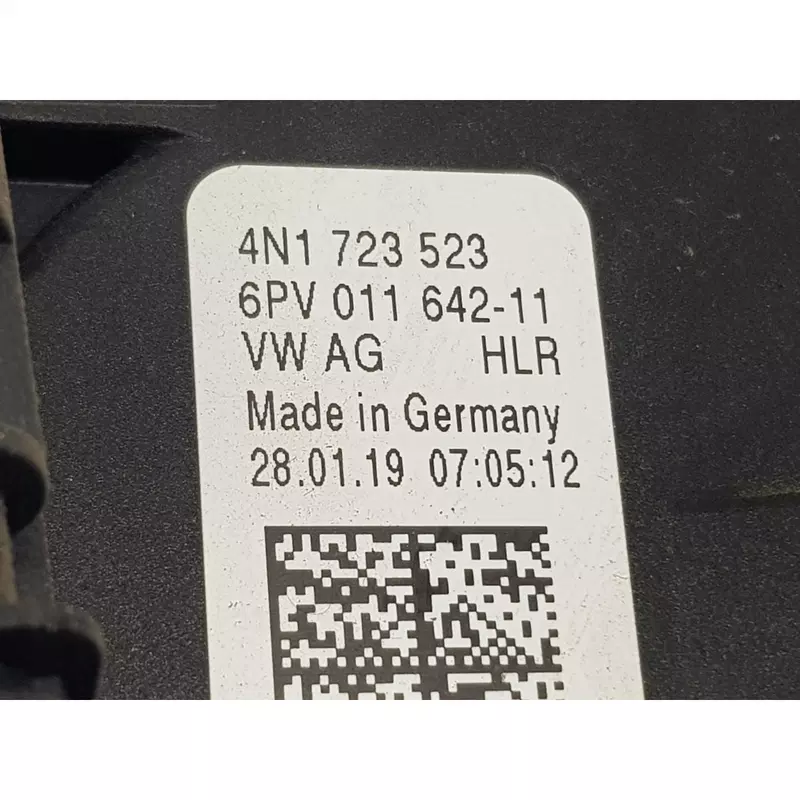 4N1 723 523
6PV 011 642-11
VW AG HLR
Made in Germany
28.01.19 07:05:12